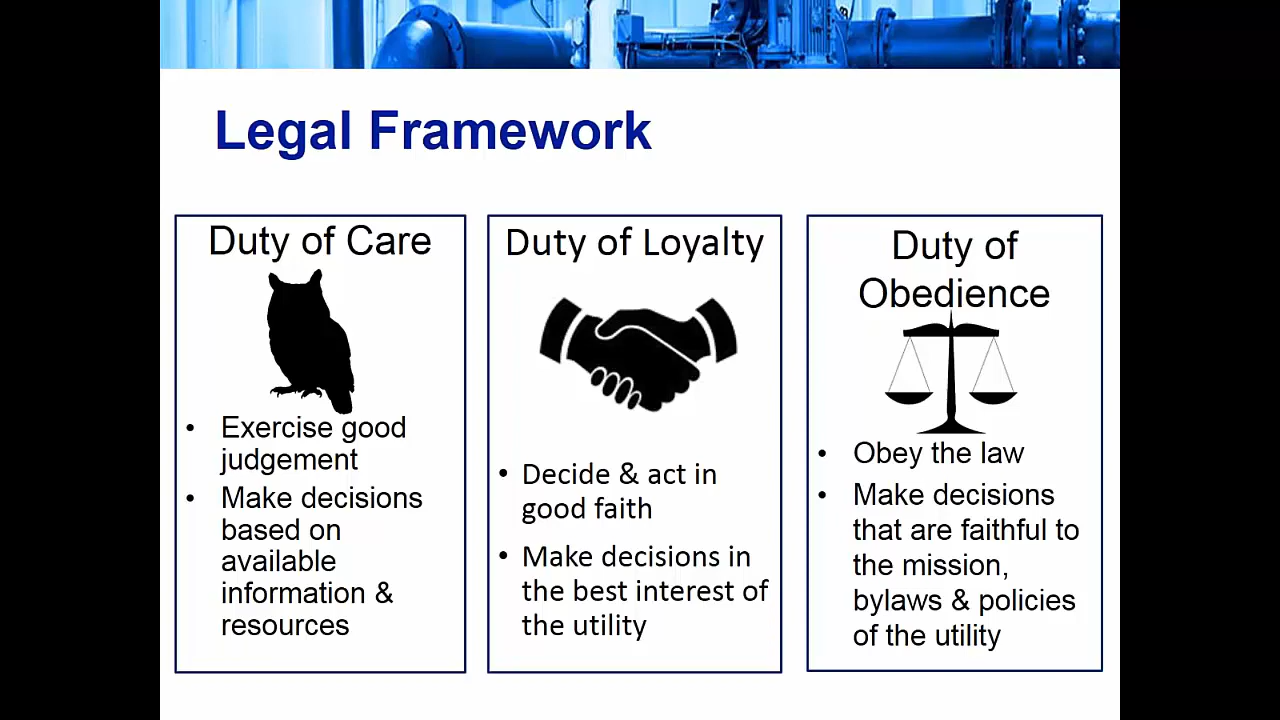 Legal Framework
Duty of Care
• Exercise good
judgement
• Make decisions
based on
available
information &
resources
Duty of Loyalty
• Decide & act in
good faith
• Make decisions in
the best interest of
the utility
Duty of
Obedience
• Obey the law
• Make decisions
that are faithful to
the mission,
bylaws & policies
of the utility